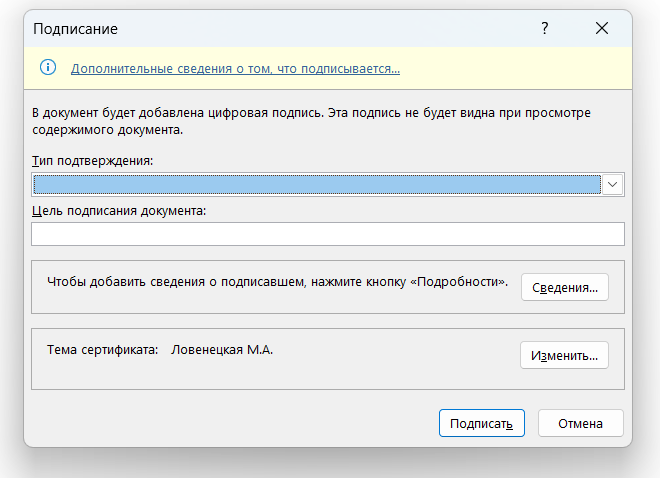 Подписание
?
Дополнительные сведения о том, что подписывается...
В документ будет добавлена цифровая подпись. Эта подпись не будет видна при просмотре
содержимого документа.
Тип подтверждения:
Цель подписания документа:
Чтобы добавить сведения о подписавшем, нажмите кнопку «Подробности».
Сведения...
Тема сертификата: Ловенецкая М.А.
Изменить...
Подписать
Отмена